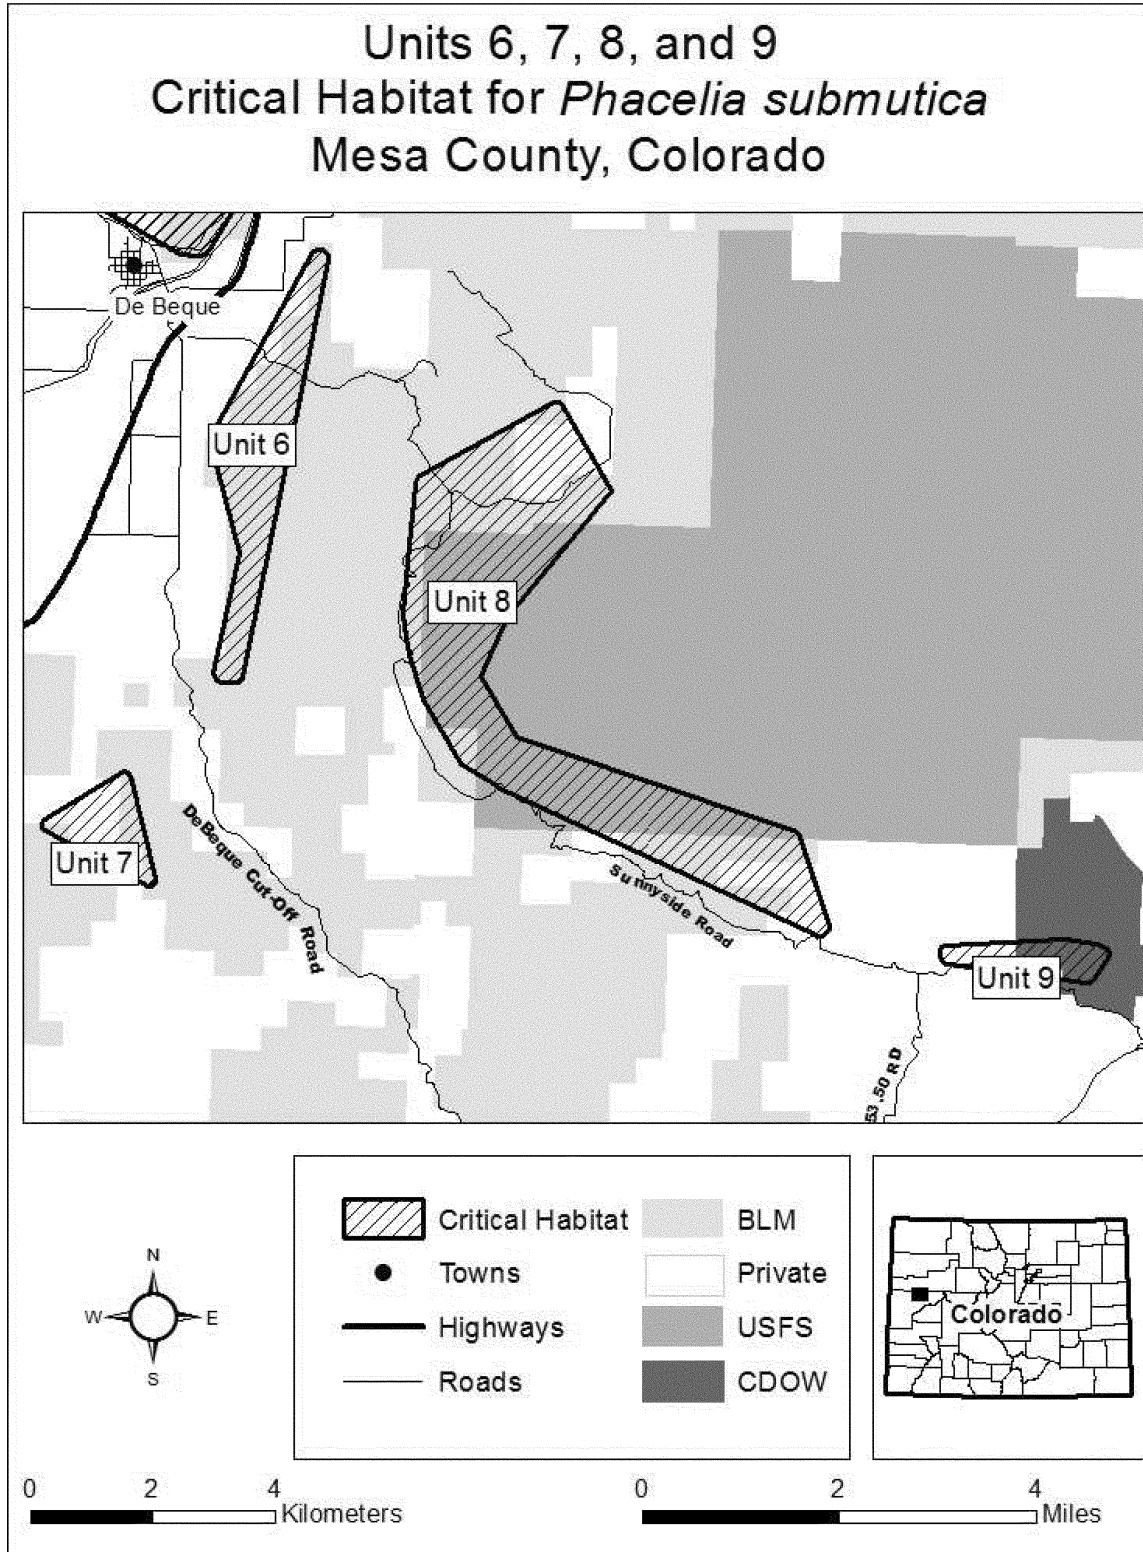 Units 6, 7, 8, and 9
Critical Habitat for Phacelia submutica
Mesa County, Colorado
De Beque
Unit 6
Unit 8
Unit 7
DeBeque Cut-Off Road
Sunnyside Road
Unit 9
53.50 RD
N
W E
S
Critical Habitat
Towns
Highways
Roads
BLM
Private
USFS
CDOW
Colorado
0 2 4
Kilometers
0 2 4
Miles